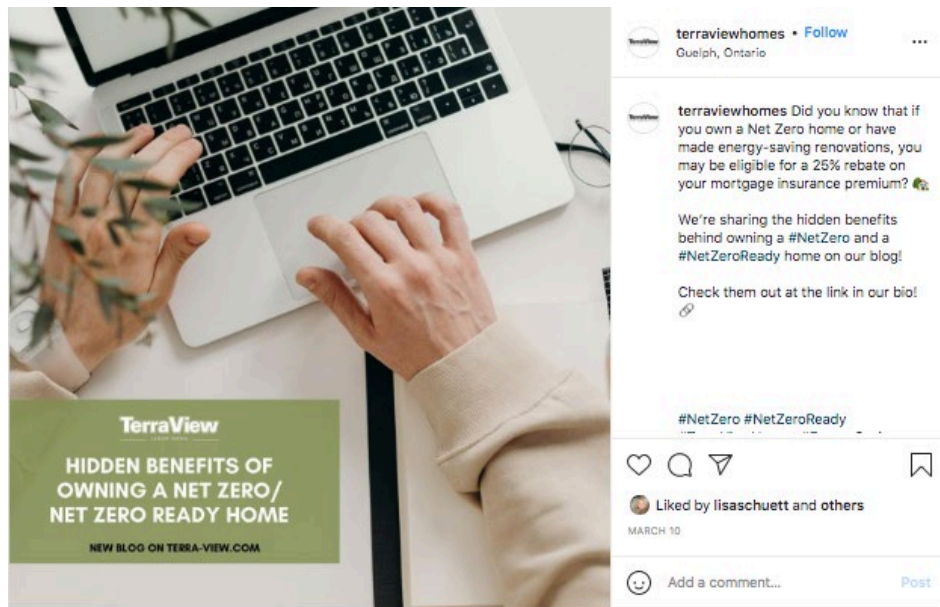 terraviewhomes • Follow
Guelph, Ontario
TerraView
terraviewhomes Did you know that if
you own a Net Zero home or have
made energy-saving renovations, you
may be eligible for a 25% rebate on
your mortgage insurance premium? 🏡
We're sharing the hidden benefits
behind owning a #NetZero and a
#NetZeroReady home on our blog!
Check them out at the link in our bio!
🔗
#NetZero #NetZeroReady
TerraView
HIDDEN BENEFITS OF
OWNING A NET ZERO/
NET ZERO READY HOME
NEW BLOG ON TERRA-VIEW.COM
Liked by lisaschuett and others
MARCH 10
Add a comment...
Post